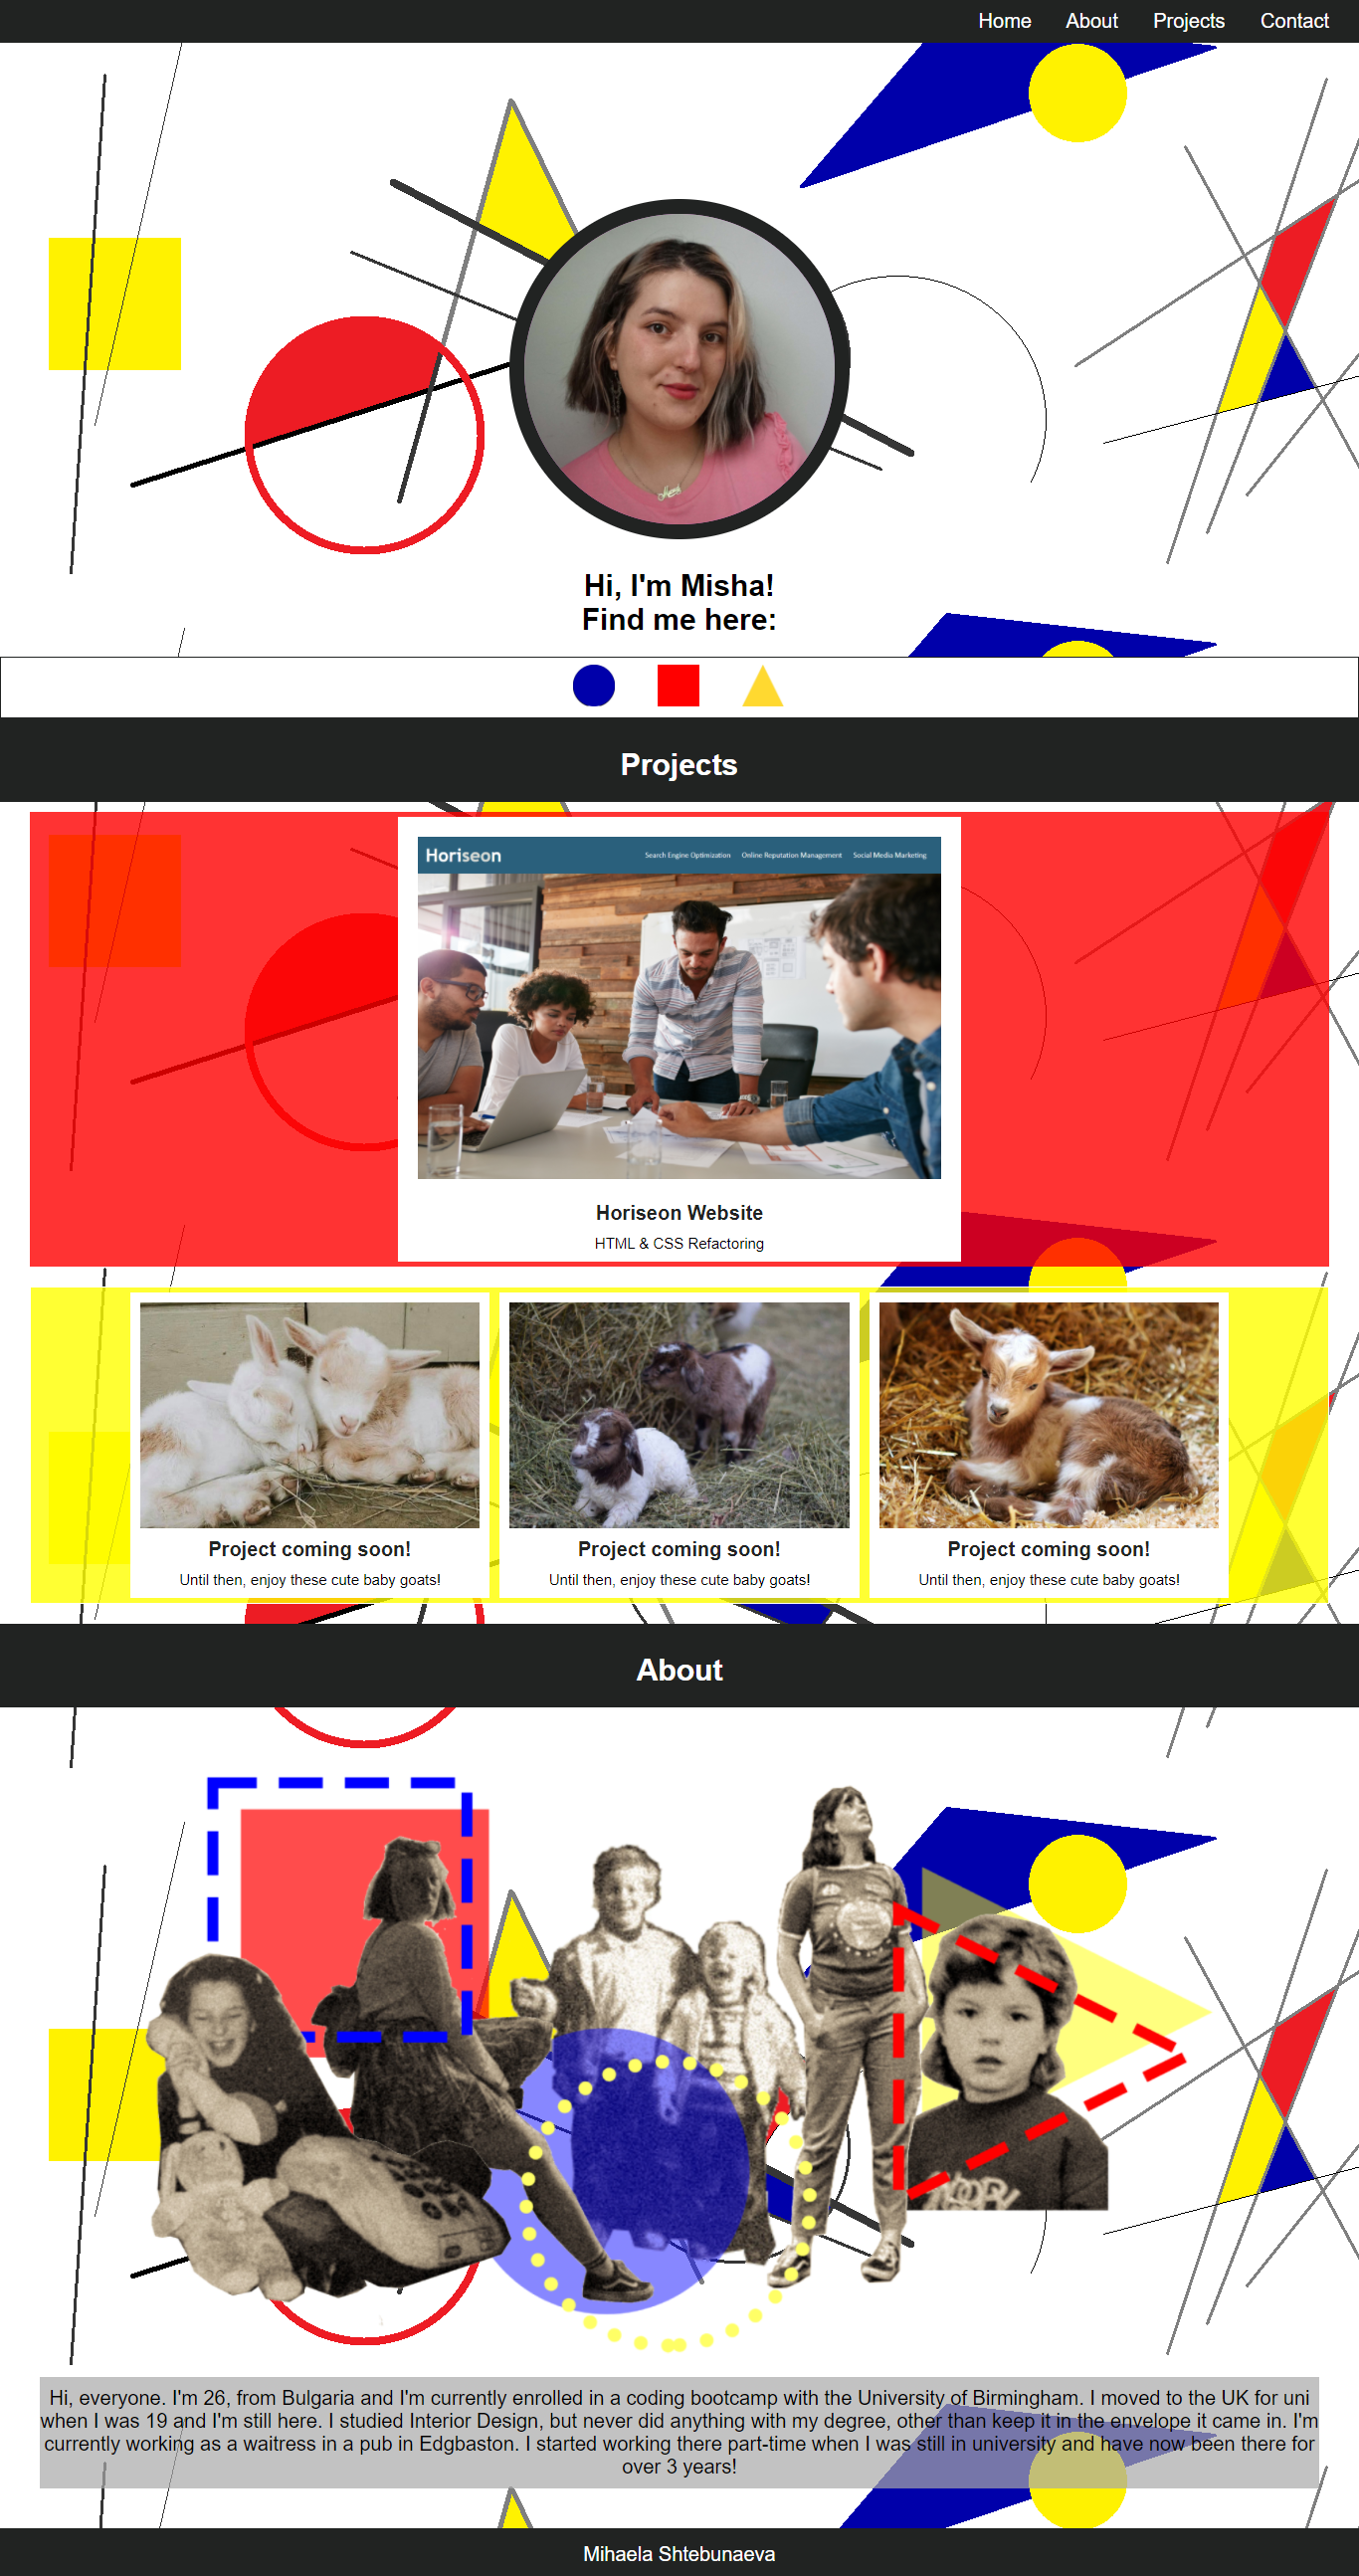 Home About Projects Contact
Hi, I'm Misha!
Find me here:
Projects
Horiseon Search Engine Optimization Online Reputation Management Social Media Marketing
Horiseon Website
HTML & CSS Refactoring
Project coming soon! Project coming soon! Project coming soon!
Until then, enjoy these cute baby goats! Until then, enjoy these cute baby goats! Until then, enjoy these cute baby goats!
About
Hi, everyone. I'm 26, from Bulgaria and I'm currently enrolled in a coding bootcamp with the University of Birmingham. I moved to the UK for uni
when I was 19 and I'm still here. I studied Interior Design, but never did anything with my degree, other than keep it in the envelope it came in. I'm
currently working as a waitress in a pub in Edgbaston. I started working there part-time when I was still in university and have now been there for
over 3 years!
Mihaela Shtebunaeva